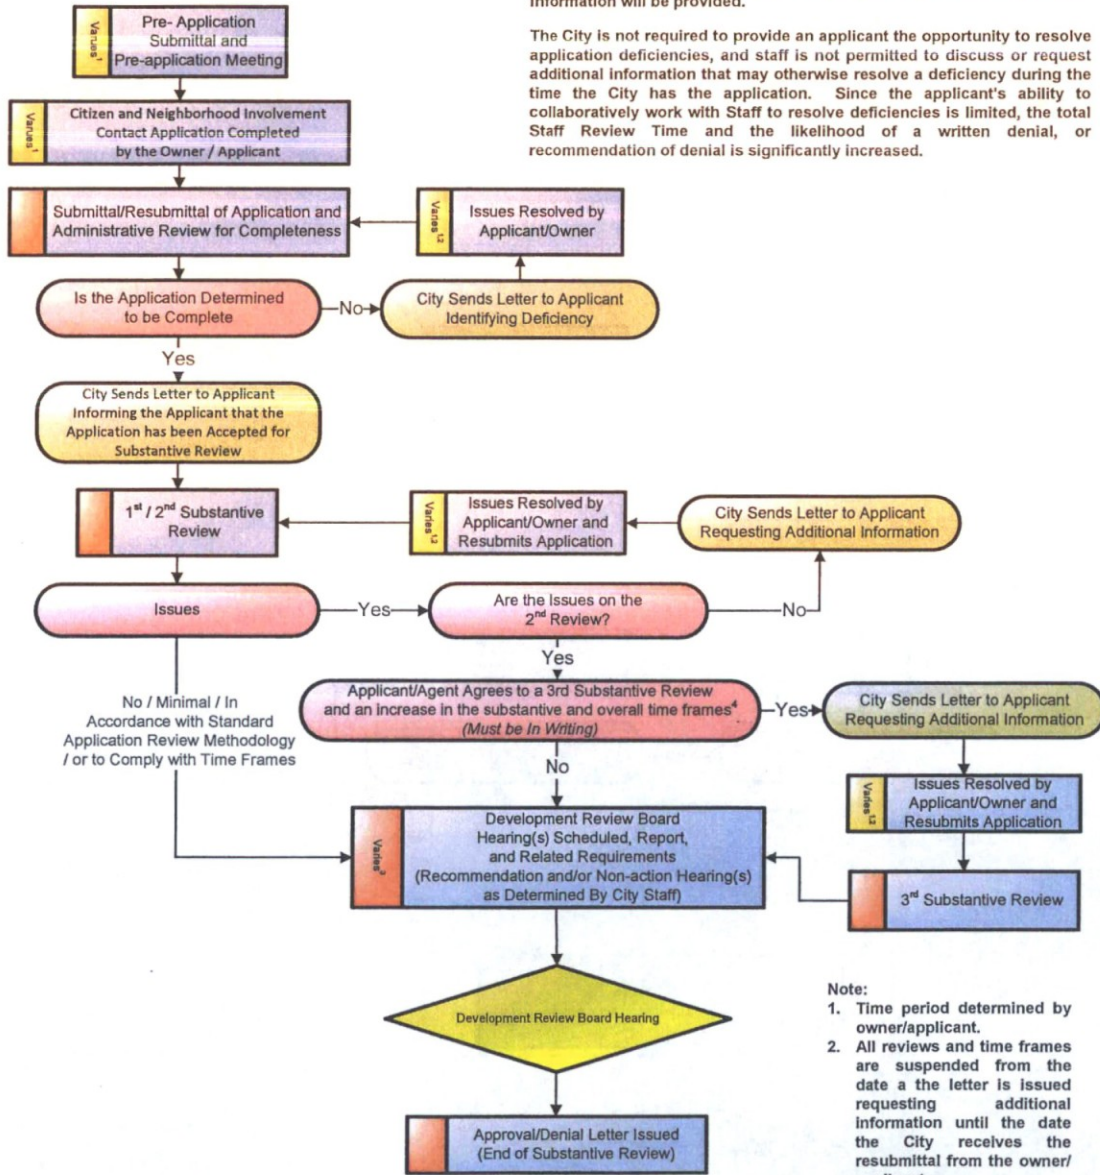 information will be provided.
The City is not required to provide an applicant the opportunity to resolve
application deficiencies, and staff is not permitted to discuss or request
additional information that may otherwise resolve a deficiency during the
time the City has the application. Since the applicant's ability to
collaboratively work with Staff to resolve deficiencies is limited, the total
Staff Review Time and the likelihood of a written denial, or
recommendation of denial is significantly increased.
Varies¹
Pre- Application
Submittal and
Pre-application Meeting
Varies¹
Citizen and Neighborhood Involvement
Contact Application Completed
by the Owner / Applicant
Submittal/Resubmittal of Application and
Administrative Review for Completeness
Varies¹,²
Issues Resolved by
Applicant/Owner
Is the Application Determined
to be Complete
No
City Sends Letter to Applicant
Identifying Deficiency
Yes
City Sends Letter to Applicant
Informing the Applicant that the
Application has been Accepted for
Substantive Review
1st / 2nd Substantive
Review
Varies¹,²
Issues Resolved by
Applicant/Owner and
Resubmits Application
City Sends Letter to Applicant
Requesting Additional Information
Issues
Yes
Are the Issues on the
2nd Review?
No
Yes
No / Minimal / In
Accordance with Standard
Application Review Methodology
/ or to Comply with Time Frames
Applicant/Agent Agrees to a 3rd Substantive Review
and an increase in the substantive and overall time frames⁴
(Must be In Writing)
Yes
City Sends Letter to Applicant
Requesting Additional Information
No
Varies¹,²
Issues Resolved by
Applicant/Owner and
Resubmits Application
Varies³
Development Review Board
Hearing(s) Scheduled, Report,
and Related Requirements
(Recommendation and/or Non-action Hearing(s)
as Determined By City Staff)
3rd Substantive Review
Development Review Board Hearing
Approval/Denial Letter Issued
(End of Substantive Review)
Note:
1. Time period determined by
owner/applicant.
2. All reviews and time frames
are suspended from the
date a the letter is issued
requesting additional
information until the date
the City receives the
resubmittal from the owner/